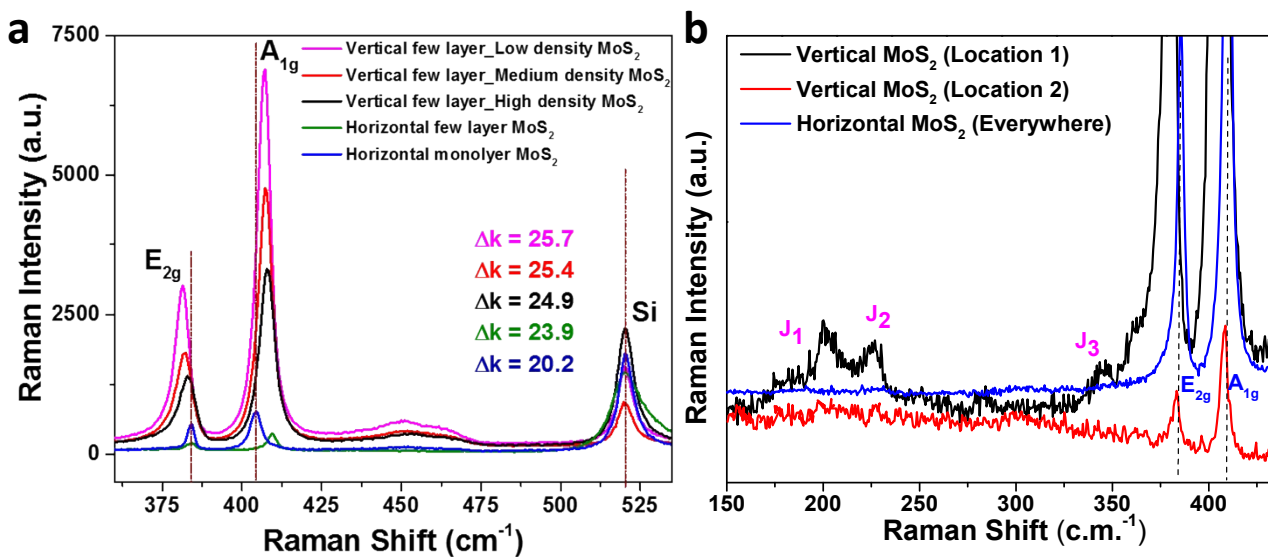 a
7500
5000
2500
0
Raman Intensity (a.u.)
375
400
425
450
475
500
525
Raman Shift (cm⁻¹)
E₂g
A₁g
Si
Vertical few layer_Low density MoS₂
Vertical few layer_Medium density MoS₂
Vertical few layer_High density MoS₂
Horizontal few layer MoS₂
Horizontal monolyer MoS₂
Δk = 25.7
Δk = 25.4
Δk = 24.9
Δk = 23.9
Δk = 20.2
b
Vertical MoS₂ (Location 1)
Vertical MoS₂ (Location 2)
Horizontal MoS₂ (Everywhere)
Raman Intensity (a.u.)
J₁
J₂
J₃
E₂g
A₁g
150
200
250
300
350
400
Raman Shift (c.m.⁻¹)